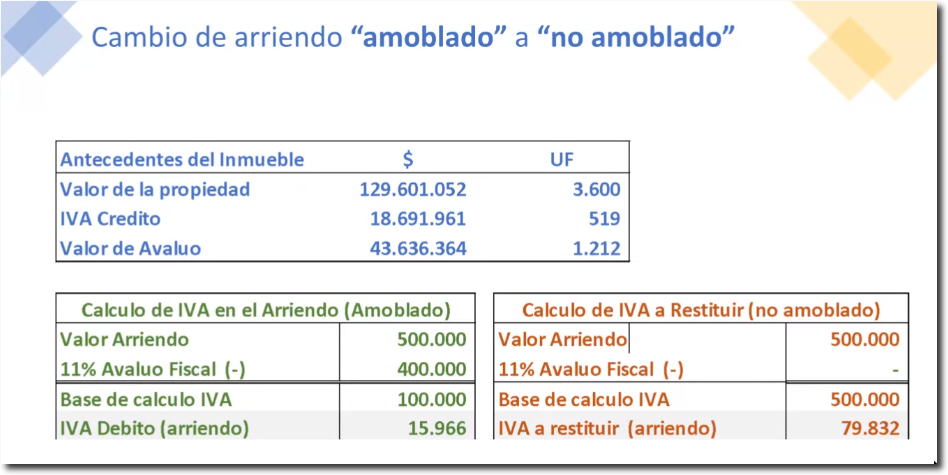 Cambio de arriendo “amoblado” a “no amoblado”
Antecedentes del Inmueble $ UF
Valor de la propiedad 129.601.052 3.600
IVA Credito 18.691.961 519
Valor de Avaluo 43.636.364 1.212
Calculo de IVA en el Arriendo (Amoblado)
Valor Arriendo 500.000
11% Avaluo Fiscal (-) 400.000
Base de calculo IVA 100.000
IVA Debito (arriendo) 15.966
Calculo de IVA a Restituir (no amoblado)
Valor Arriendo 500.000
11% Avaluo Fiscal (-) -
Base de calculo IVA 500.000
IVA a restituir (arriendo) 79.832